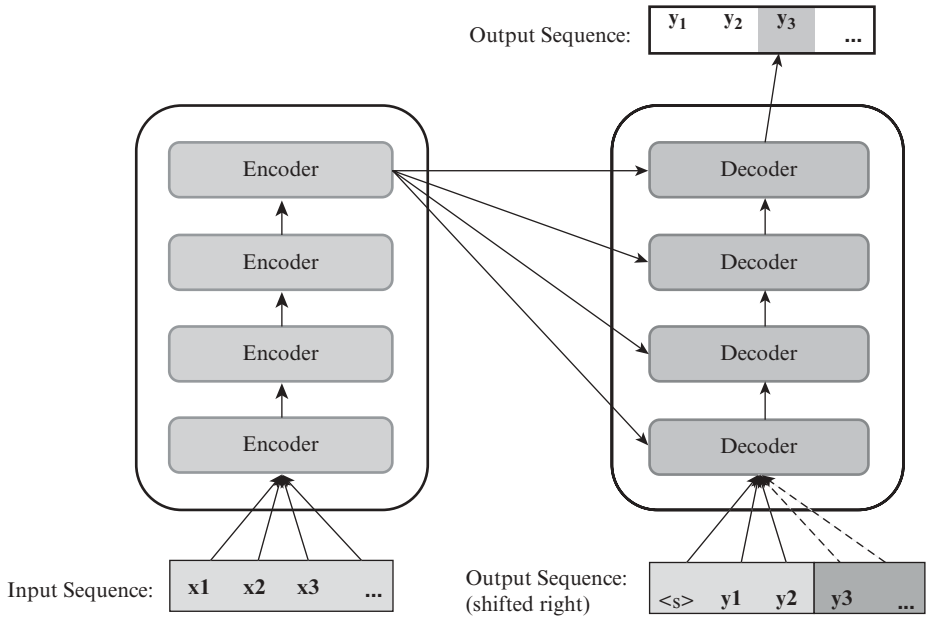 Output Sequence: y1 y2 y3 ...
Encoder Decoder
Encoder Decoder
Encoder Decoder
Encoder Decoder
Input Sequence: x1 x2 x3 ...
Output Sequence:
(shifted right) <s> y1 y2 y3 ...